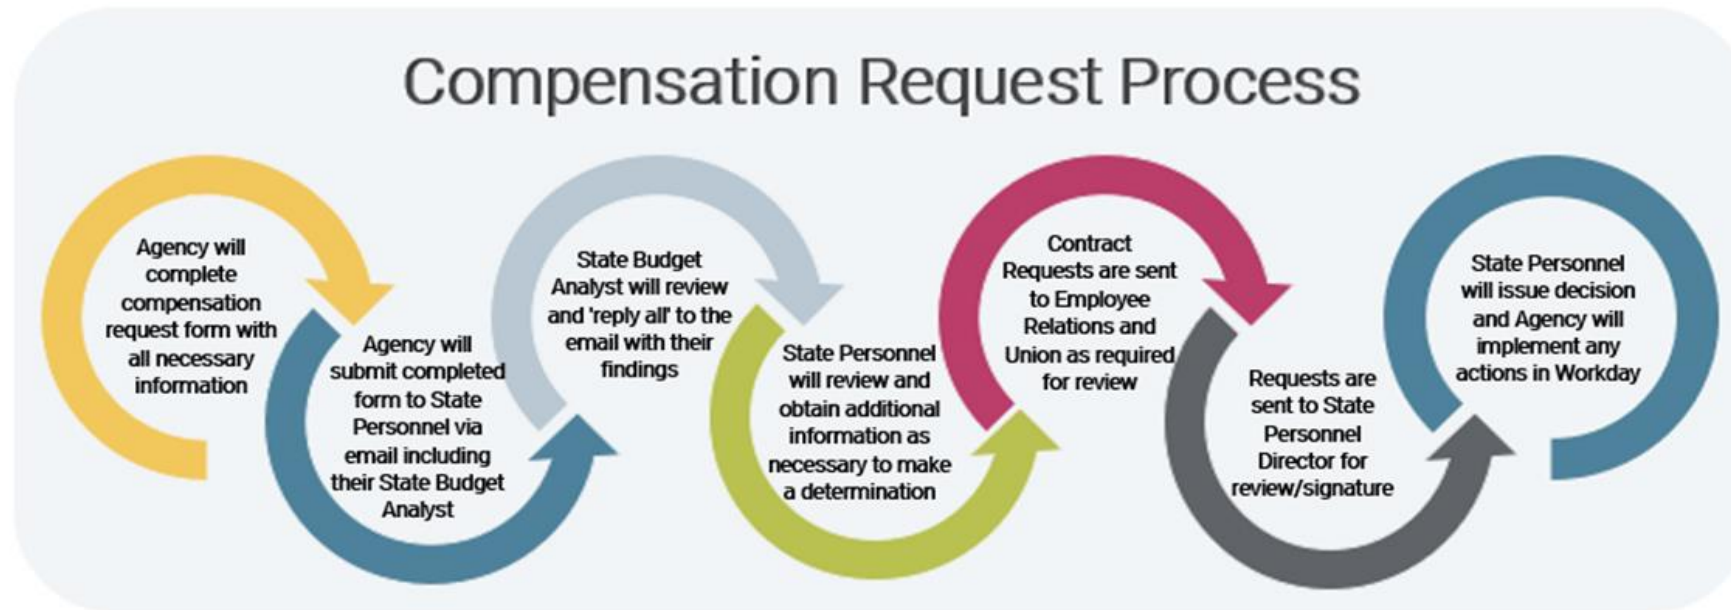 Compensation Request Process
Agency will
complete
compensation
request form with
all necessary
information
Agency will
submit completed
form to State
Personnel via
email including
their State Budget
Analyst
State Budget
Analyst will review
and 'reply all' to the
email with their
findings
State Personnel
will review and
obtain additional
information as
necessary to make
a determination
Contract
Requests are sent
to Employee
Relations and
Union as required
for review
Requests are
sent to State
Personnel
Director for
review/signature
State Personnel
will issue decision
and Agency will
implement any
actions in Workday